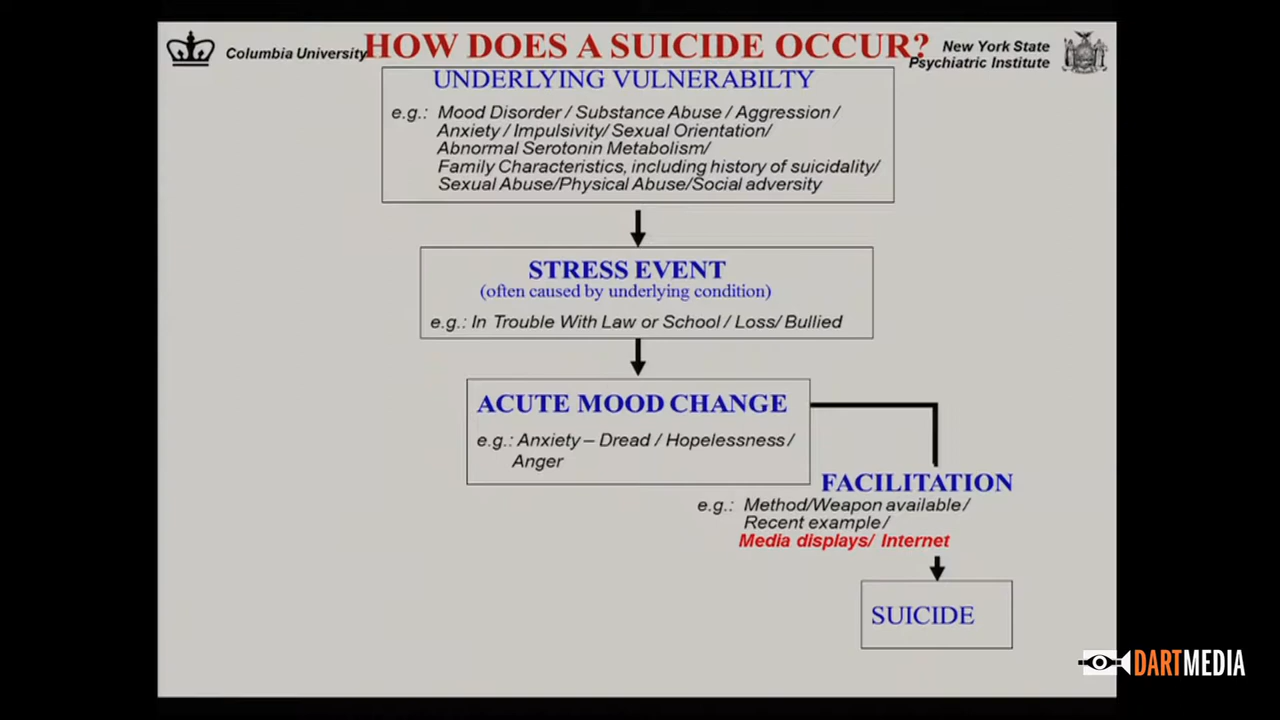 Columbia University
HOW DOES A SUICIDE OCCUR?
New York State
Psychiatric Institute
UNDERLYING VULNERABILTY
e.g.: Mood Disorder / Substance Abuse / Aggression /
Anxiety / Impulsivity/ Sexual Orientation/
Abnormal Serotonin Metabolism/
Family Characteristics, including history of suicidality/
Sexual Abuse/Physical Abuse/Social adversity
STRESS EVENT
(often caused by underlying condition)
e.g.: In Trouble With Law or School / Loss/ Bullied
ACUTE MOOD CHANGE
e.g.: Anxiety – Dread / Hopelessness /
Anger
FACILITATION
e.g.: Method/Weapon available/
Recent example/
Media displays/ Internet
SUICIDE
DARTMEDIA